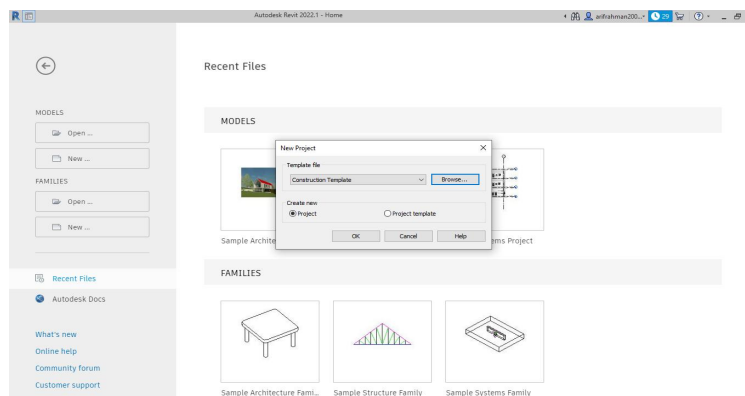 R
Autodesk Revit 2022.1 - Home
arifrahman200...
29
Recent Files
MODELS
Open ...
New ...
FAMILIES
Open ...
New ...
Recent Files
Autodesk Docs
What's new
Online help
Community forum
Customer support
MODELS
New Project
Template file
Construction Template
Browse...
Create new
Project
Project template
OK
Cancel
Help
Sample Archite
ems Project
FAMILIES
Sample Architecture Fami...
Sample Structure Family
Sample Systems Family